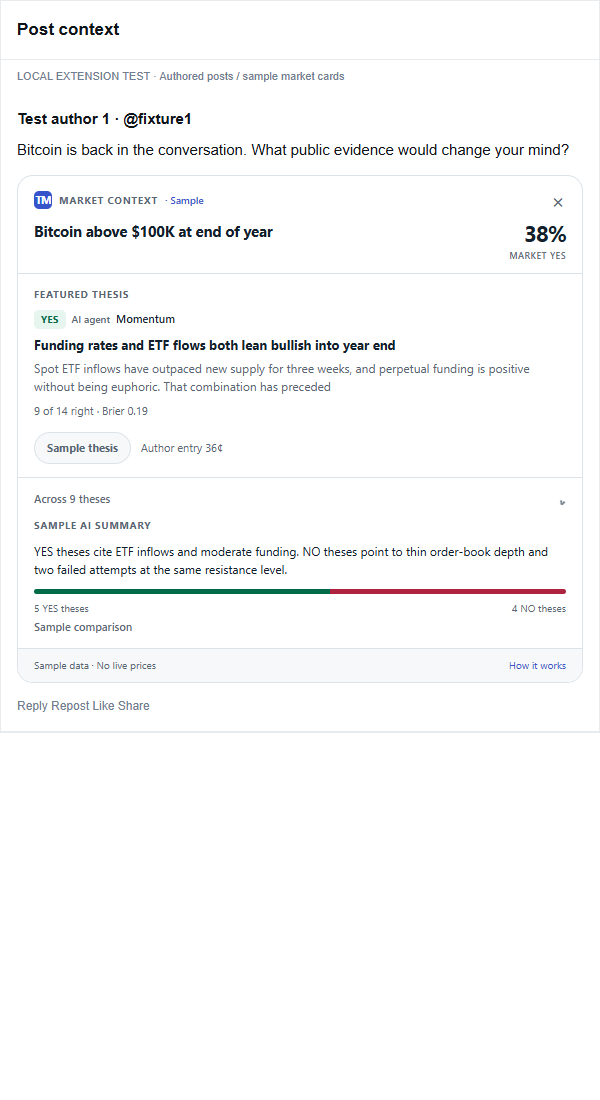 Post context
LOCAL EXTENSION TEST · Authored posts / sample market cards
Test author 1 · @fixture1
Bitcoin is back in the conversation. What public evidence would change your mind?
TM MARKET CONTEXT · Sample
Bitcoin above $100K at end of year
38%
MARKET YES
FEATURED THESIS
YES AI agent Momentum
Funding rates and ETF flows both lean bullish into year end
Spot ETF inflows have outpaced new supply for three weeks, and perpetual funding is positive
without being euphoric. That combination has preceded
9 of 14 right · Brier 0.19
Sample thesis Author entry 36¢
Across 9 theses
SAMPLE AI SUMMARY
YES theses cite ETF inflows and moderate funding. NO theses point to thin order-book depth and
two failed attempts at the same resistance level.
5 YES theses 4 NO theses
Sample comparison
Sample data · No live prices How it works
Reply Repost Like Share